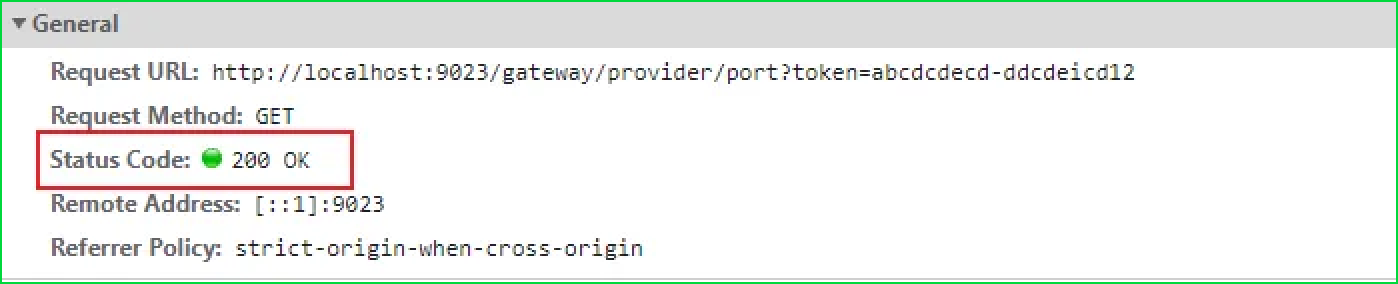 General
Request URL: http://localhost:9023/gateway/provider/port?token=abcdcdecd-ddcdeicd12
Request Method: GET
Status Code: 200 OK
Remote Address: [::1]:9023
Referrer Policy: strict-origin-when-cross-origin